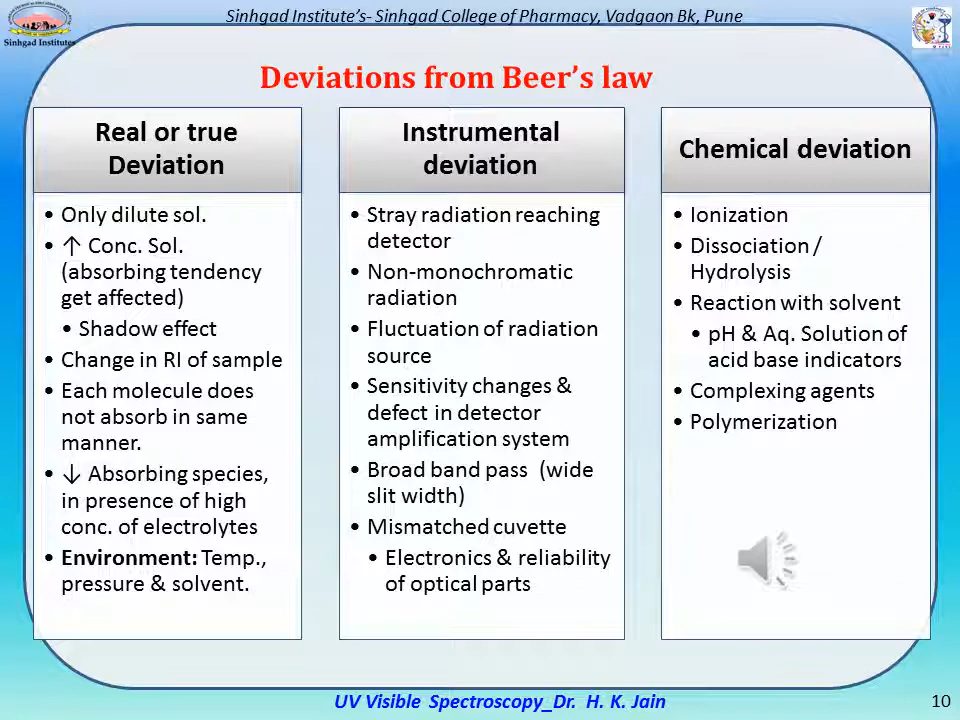 Sinhgad Institute’s- Sinhgad College of Pharmacy, Vadgaon Bk, Pune
Sinhgad Institutes
Deviations from Beer’s law
Real or true
Deviation
• Only dilute sol.
• ↑ Conc. Sol.
(absorbing tendency
get affected)
• Shadow effect
• Change in RI of sample
• Each molecule does
not absorb in same
manner.
• ↓ Absorbing species,
in presence of high
conc. of electrolytes
• Environment: Temp.,
pressure & solvent.
Instrumental
deviation
• Stray radiation reaching
detector
• Non-monochromatic
radiation
• Fluctuation of radiation
source
• Sensitivity changes &
defect in detector
amplification system
• Broad band pass (wide
slit width)
• Mismatched cuvette
• Electronics & reliability
of optical parts
Chemical deviation
• Ionization
• Dissociation /
Hydrolysis
• Reaction with solvent
• pH & Aq. Solution of
acid base indicators
• Complexing agents
• Polymerization
UV Visible Spectroscopy_Dr. H. K. Jain
10